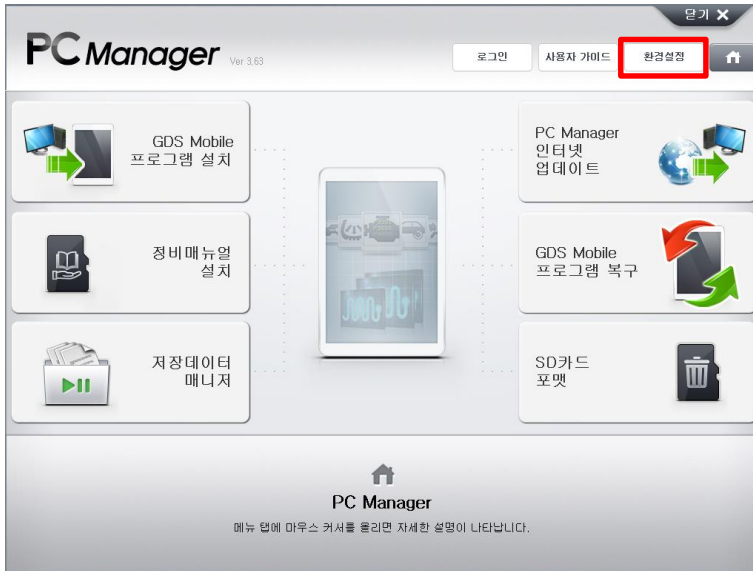 닫기 X
PC Manager Ver 3.63
로그인
사용자 가이드
환경설정
GDS Mobile
프로그램 설치
PC Manager
인터넷
업데이트
정비매뉴얼
설치
GDS Mobile
프로그램 복구
저장데이터
매니저
SD카드
포맷
PC Manager
메뉴 탭에 마우스 커서를 올리면 자세한 설명이 나타납니다.